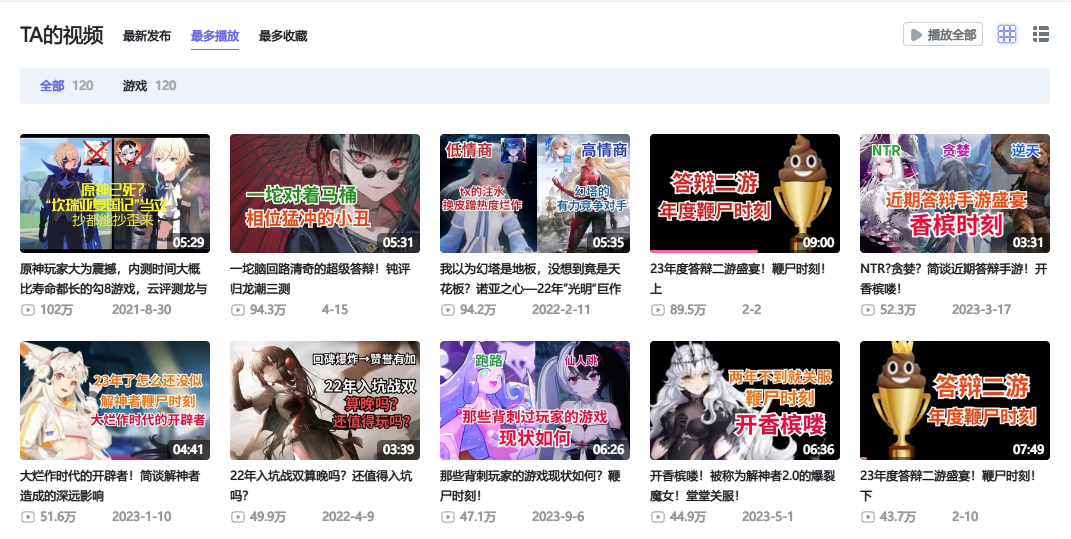 TA的视频 最新发布 最多播放 最多收藏 播放全部
全部 120 游戏 120
原神已死?
“坎瑞亚复国记”当过
抄都能抄歪来
05:29
一坨对着马桶
相位猛冲的小丑
05:31
低情商 高情商
tx的注水
换皮蹭热度烂作
幻塔的
有力竞争对手
05:35
答辩二游
年度鞭尸时刻
09:00
NTR 贪婪 逆天
近期答辩手游盛宴
香槟时刻
03:31
原神玩家大为震撼，内测时间大概
比寿命都长的勾8游戏，云评测龙与
102万 2021-8-30
一坨脑回路清奇的超级答辩！钝评
归龙潮三测
94.3万 4-15
我以为幻塔是地板，没想到竟是天
花板？诺亚之心—22年“光明”巨作
94.2万 2022-2-11
23年度答辩二游盛宴！鞭尸时刻！
上
89.5万 2-2
NTR?贪婪？简谈近期答辩手游！开
香槟喽！
52.3万 2023-3-17
23年了怎么还没似
解神者鞭尸时刻
大烂作时代的开辟者
04:41
口碑爆炸→赞誉有加
22年入坑战双
算晚吗?
还值得玩吗?
03:39
跑路 仙人跳
那些背刺过玩家的游戏
现状如何
06:26
两年不到就关服
鞭尸时刻
开香槟喽
06:36
答辩二游
年度鞭尸时刻
07:49
大烂作时代的开辟者！简谈解神者
造成的深远影响
51.6万 2023-1-10
22年入坑战双算晚吗？还值得入坑
吗?
49.9万 2022-4-9
那些背刺玩家的游戏现状如何？鞭
尸时刻！
47.1万 2023-9-6
开香槟喽！被称为解神者2.0的爆裂
魔女！堂堂关服！
44.9万 2023-5-1
23年度答辩二游盛宴！鞭尸时刻！
下
43.7万 2-10